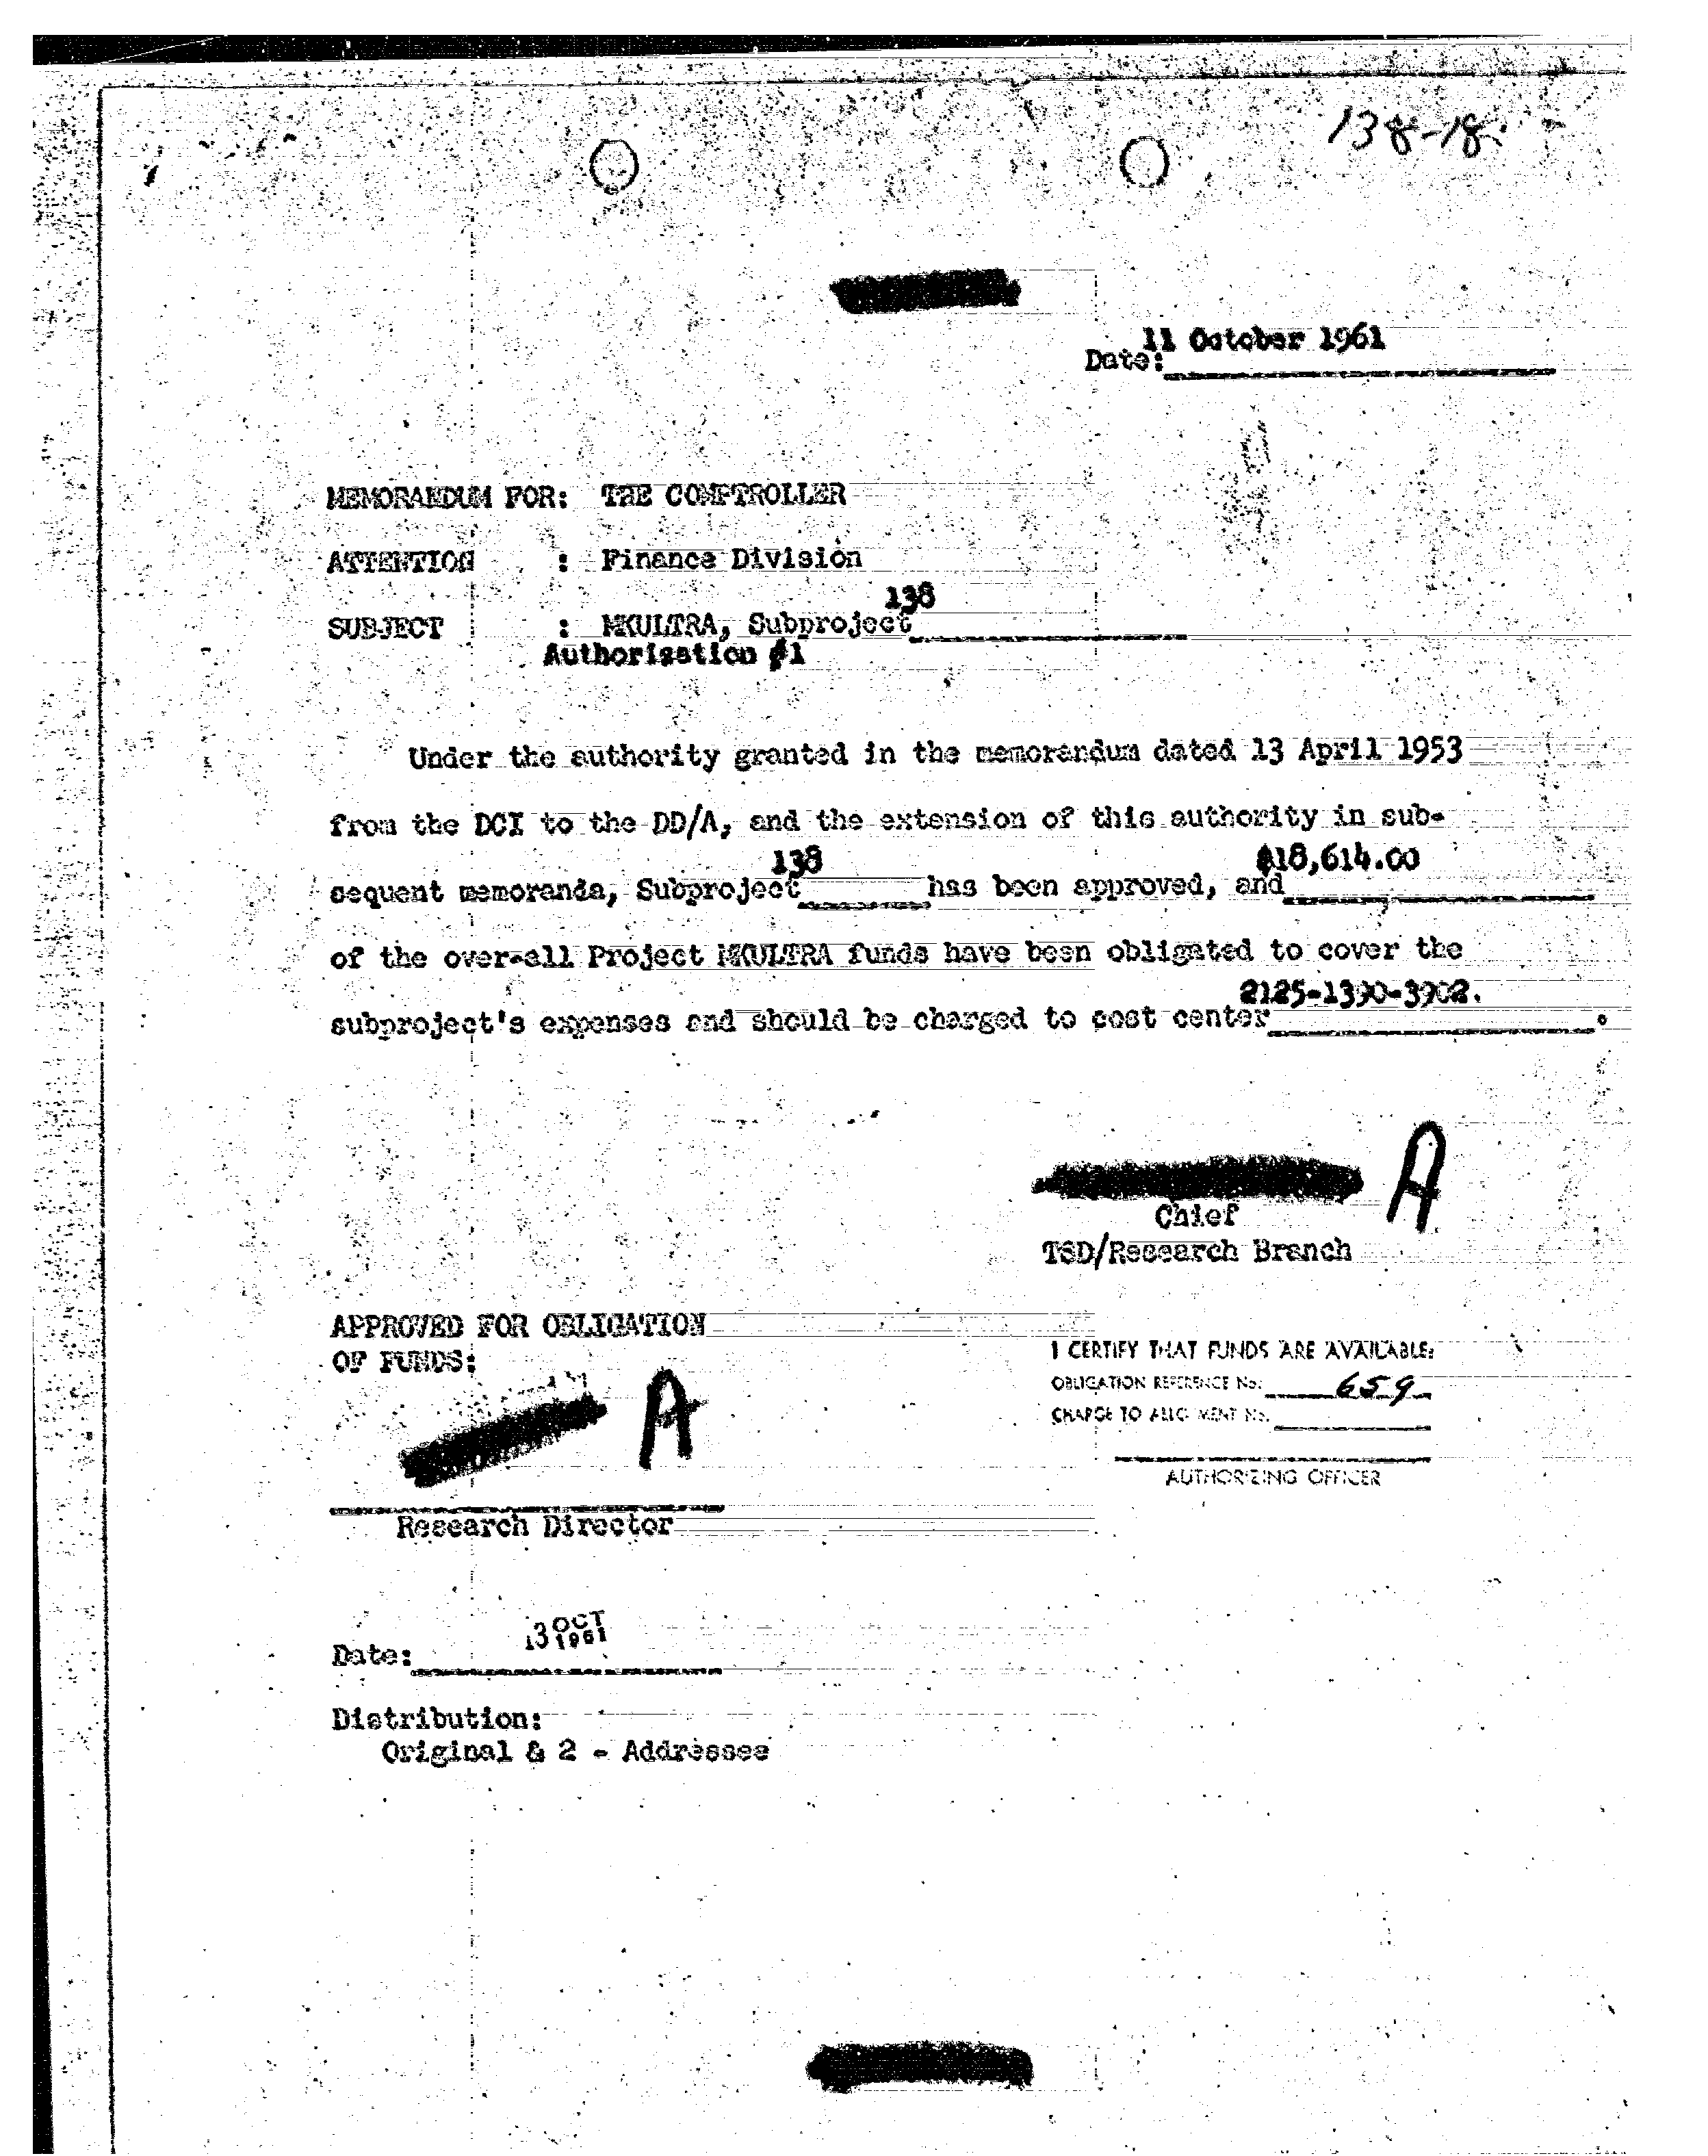 138-18
11 October 1961
Date:
MEMORANDUM FOR: THE COMPTROLLER
ATTENTION : Finance Division
138
SUBJECT : MKULTRA, Subproject
Authorization #1
Under the authority granted in the memorandum dated 13 April 1953
from the DCI to the DD/A, and the extension of this authority in sub-
138 $18,614.00
sequent memoranda, Subproject has been approved, and
of the over-all Project MKULTRA funds have been obligated to cover the
2125-1390-3902.
subproject's expenses and should be charged to cost center .
A
Chief
TSD/Research Branch
APPROVED FOR OBLIGATION
OF FUNDS:
A
I CERTIFY THAT FUNDS ARE AVAILABLE:
OBLIGATION REFERENCE No. 659
CHARGE TO ALLOTMENT No.
AUTHORIZING OFFICER
Research Director
13 OCT 1961
Date:
Distribution:
Original & 2 - Addresses